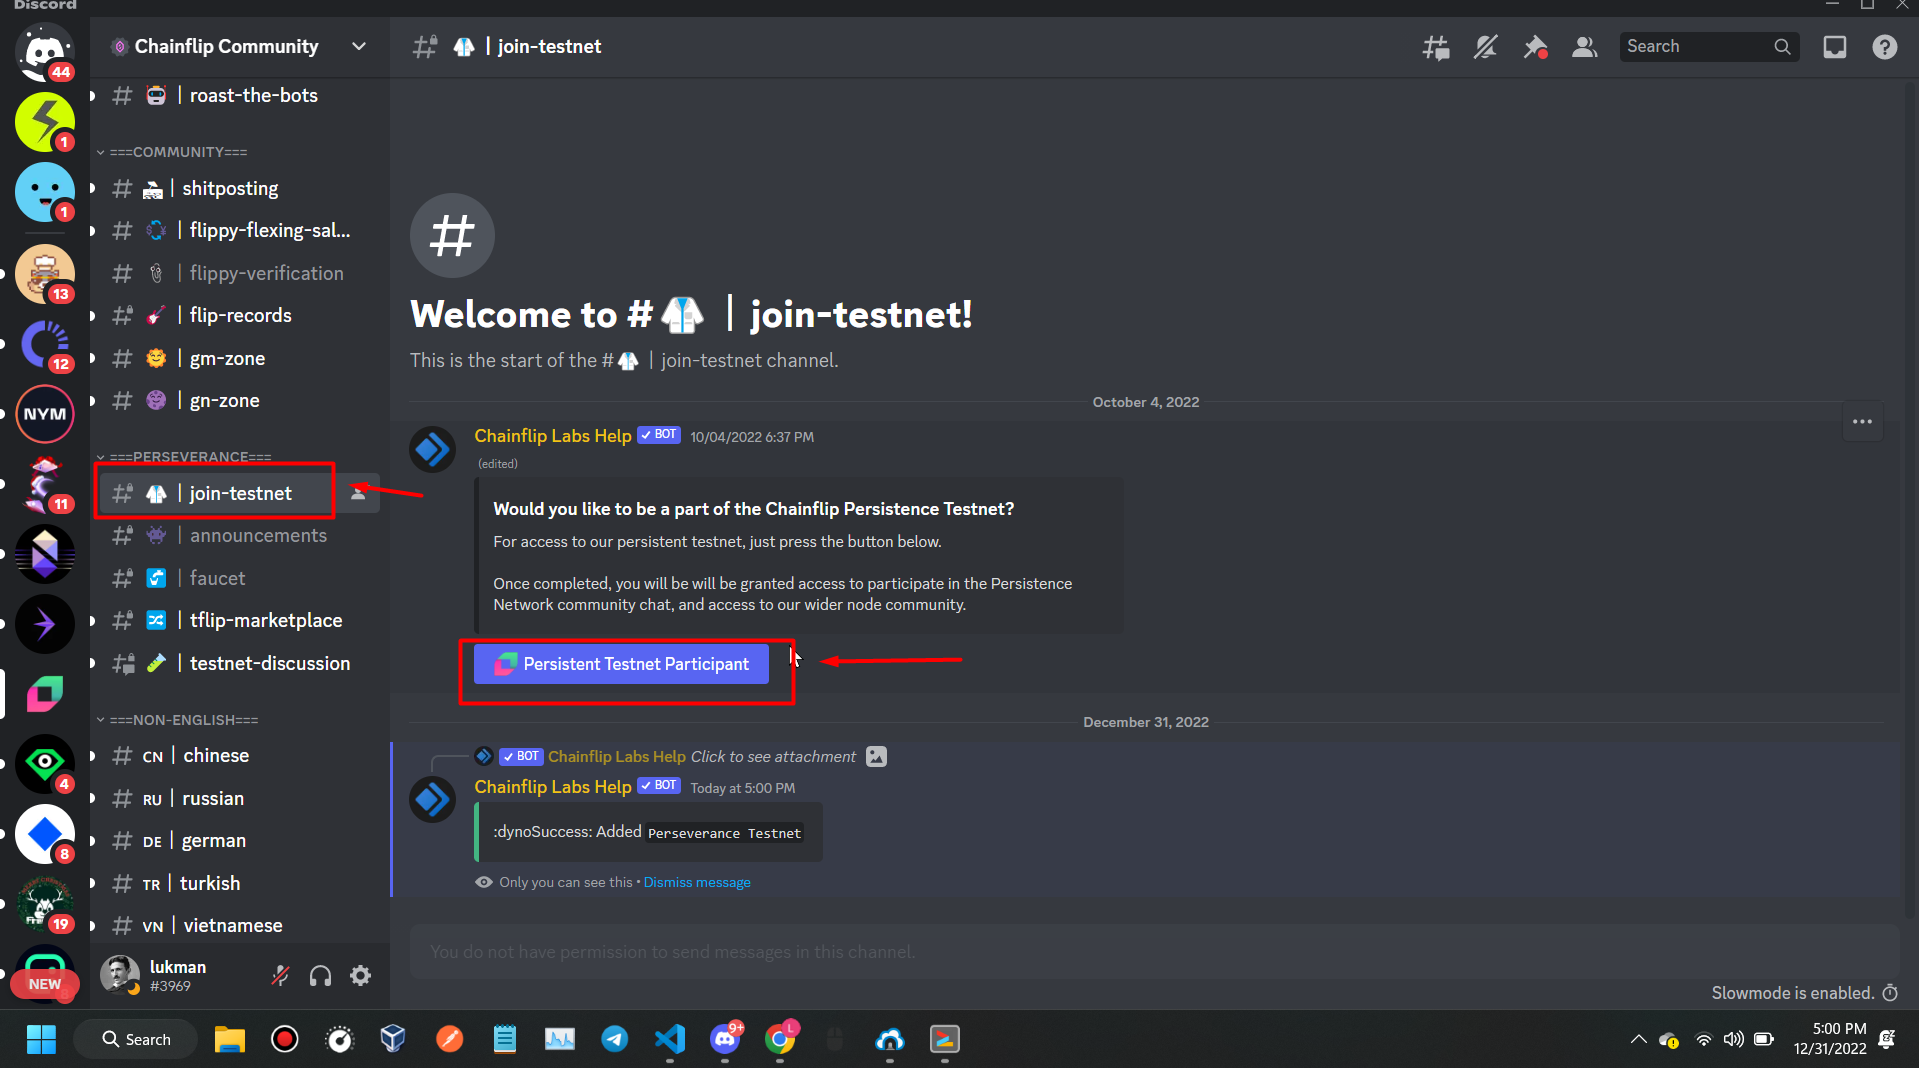 Discord
44
1
1
13
12
NYM
11
4
8
19
NEW
Chainflip Community
roast-the-bots
===COMMUNITY===
shitposting
flippy-flexing-sal...
flippy-verification
flip-records
gm-zone
gn-zone
===PERSEVERANCE===
join-testnet
announcements
faucet
tflip-marketplace
testnet-discussion
===NON-ENGLISH===
CN | chinese
RU | russian
DE | german
TR | turkish
VN | vietnamese
lukman
#3969
| join-testnet
Search
Welcome to # | join-testnet!
This is the start of the # | join-testnet channel.
October 4, 2022
Chainflip Labs Help ✓ BOT 10/04/2022 6:37 PM
(edited)
Would you like to be a part of the Chainflip Persistence Testnet?
For access to our persistent testnet, just press the button below.
Once completed, you will be will be granted access to participate in the Persistence
Network community chat, and access to our wider node community.
Persistent Testnet Participant
December 31, 2022
✓ BOT Chainflip Labs Help Click to see attachment
Chainflip Labs Help ✓ BOT Today at 5:00 PM
:dynoSuccess: Added Perseverance Testnet
Only you can see this • Dismiss message
You do not have permission to send messages in this channel.
Slowmode is enabled.
Search
9+
L
5:00 PM
12/31/2022